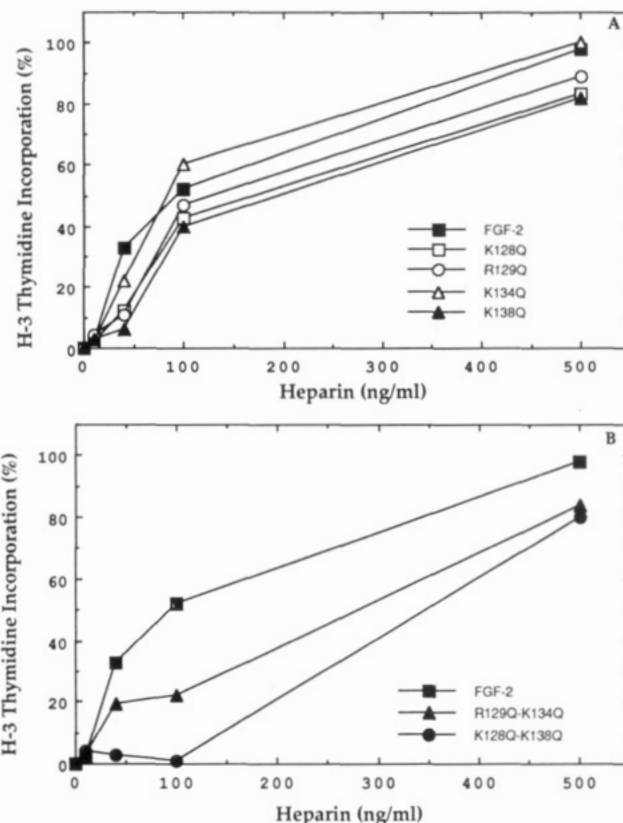 A
H-3 Thymidine Incorporation (%)
100
80
60
40
20
0
FGF-2
K128Q
R129Q
K134Q
K138Q
0 100 200 300 400 500
Heparin (ng/ml)
B
H-3 Thymidine Incorporation (%)
100
80
60
40
20
0
FGF-2
R129Q-K134Q
K128Q-K138Q
0 100 200 300 400 500
Heparin (ng/ml)